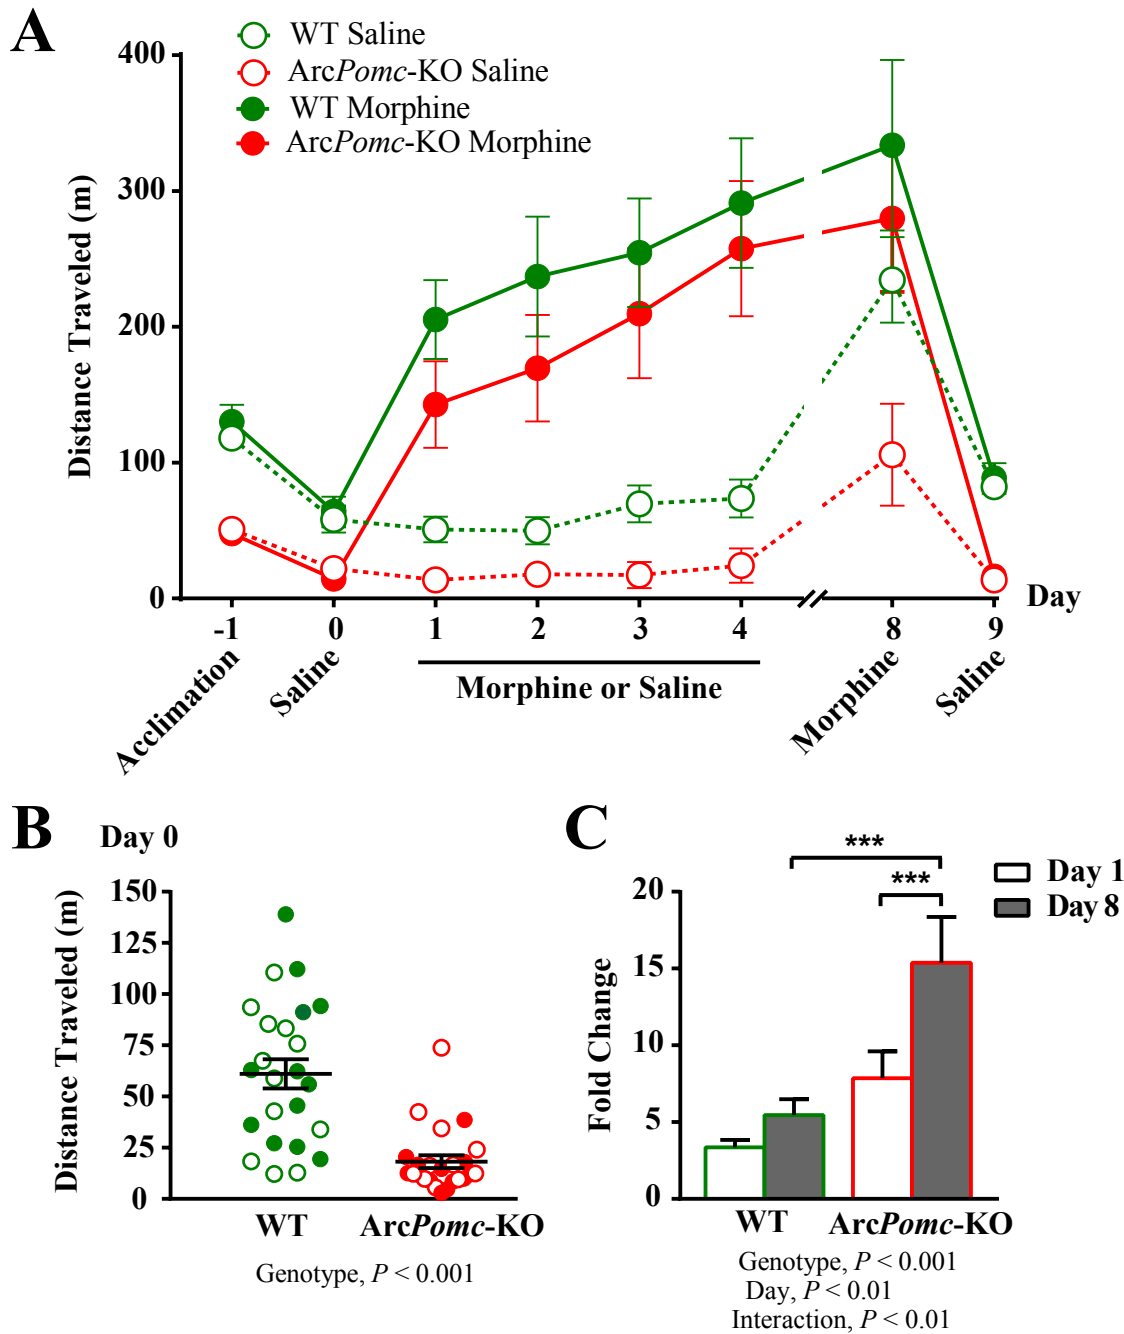 A
WT Saline
ArcPomc-KO Saline
WT Morphine
ArcPomc-KO Morphine
Distance Traveled (m)
400
300
200
100
0
-1
0
1
2
3
4
8
9
Day
Acclimation
Saline
Morphine or Saline
Morphine
Saline
B
Day 0
Distance Traveled (m)
150
125
100
75
50
25
0
WT
ArcPomc-KO
Genotype, P < 0.001
C
***
***
Day 1
Day 8
Fold Change
20
15
10
5
0
WT
ArcPomc-KO
Genotype, P < 0.001
Day, P < 0.01
Interaction, P < 0.01